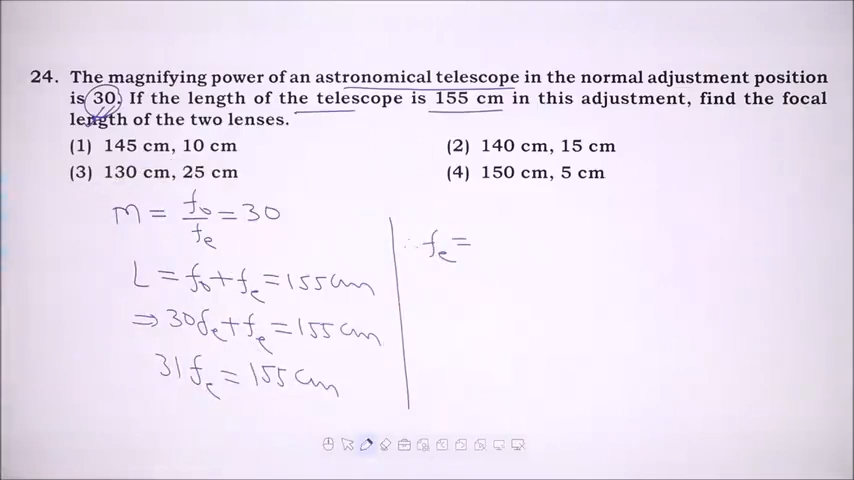 24. The magnifying power of an astronomical telescope in the normal adjustment position
is 30. If the length of the telescope is 155 cm in this adjustment, find the focal
length of the two lenses.
(1) 145 cm, 10 cm
(2) 140 cm, 15 cm
(3) 130 cm, 25 cm
(4) 150 cm, 5 cm
m = fo/fe = 30
L = fo + fe = 155 cm
⇒ 30fe + fe = 155 cm
31 fe = 155 cm
∴ fe =